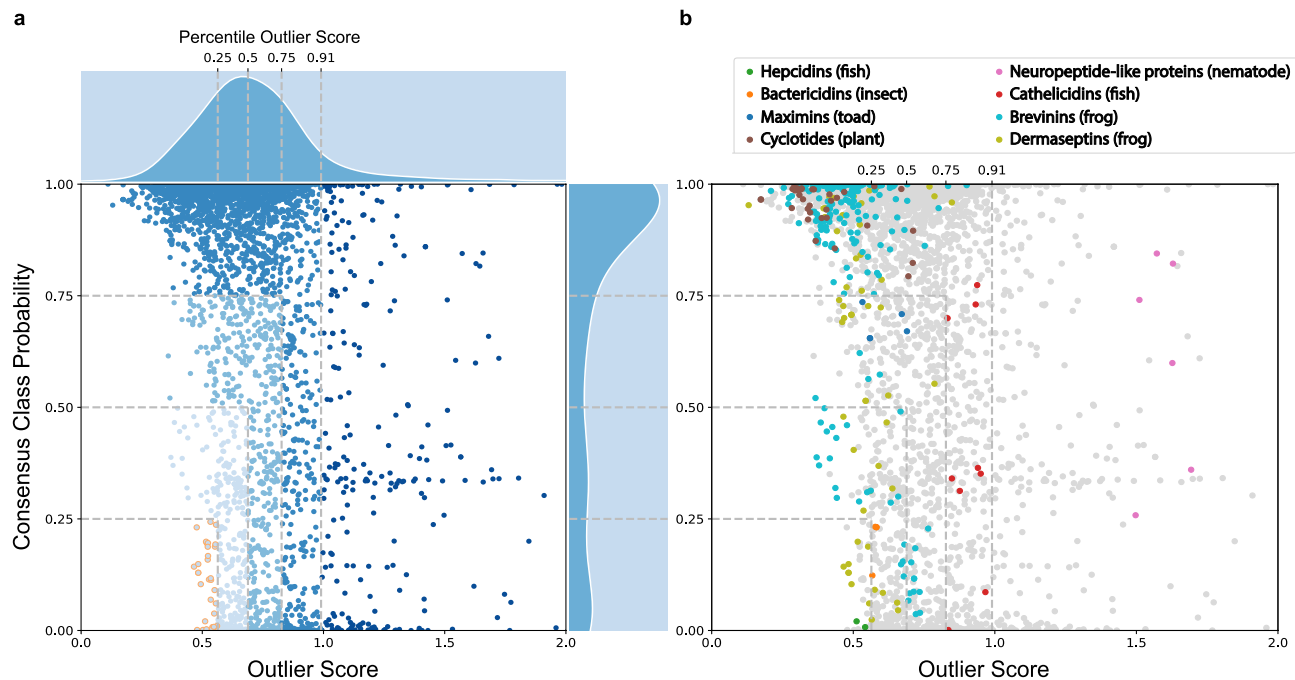 a
Percentile Outlier Score
0.25 0.5 0.75 0.91
1.00
0.75
0.50
0.25
0.00
Consensus Class Probability
0.0 0.5 1.0 1.5 2.0
Outlier Score
b
Hepcidins (fish)
Bactericidins (insect)
Maximins (toad)
Cyclotides (plant)
Neuropeptide-like proteins (nematode)
Cathelicidins (fish)
Brevinins (frog)
Dermaseptins (frog)
0.25 0.5 0.75 0.91
1.00
0.75
0.50
0.25
0.00
0.0 0.5 1.0 1.5 2.0
Outlier Score